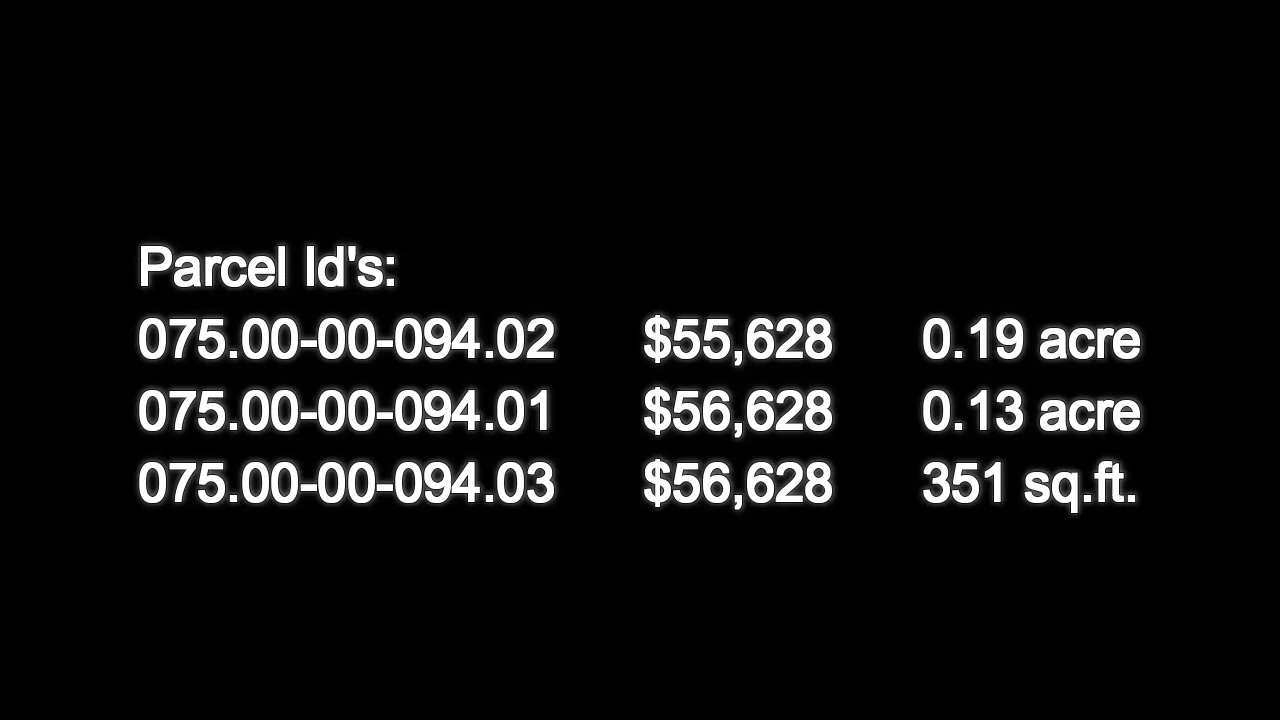 Parcel Id's:
075.00-00-094.02 $55,628 0.19 acre
075.00-00-094.01 $56,628 0.13 acre
075.00-00-094.03 $56,628 351 sq.ft.